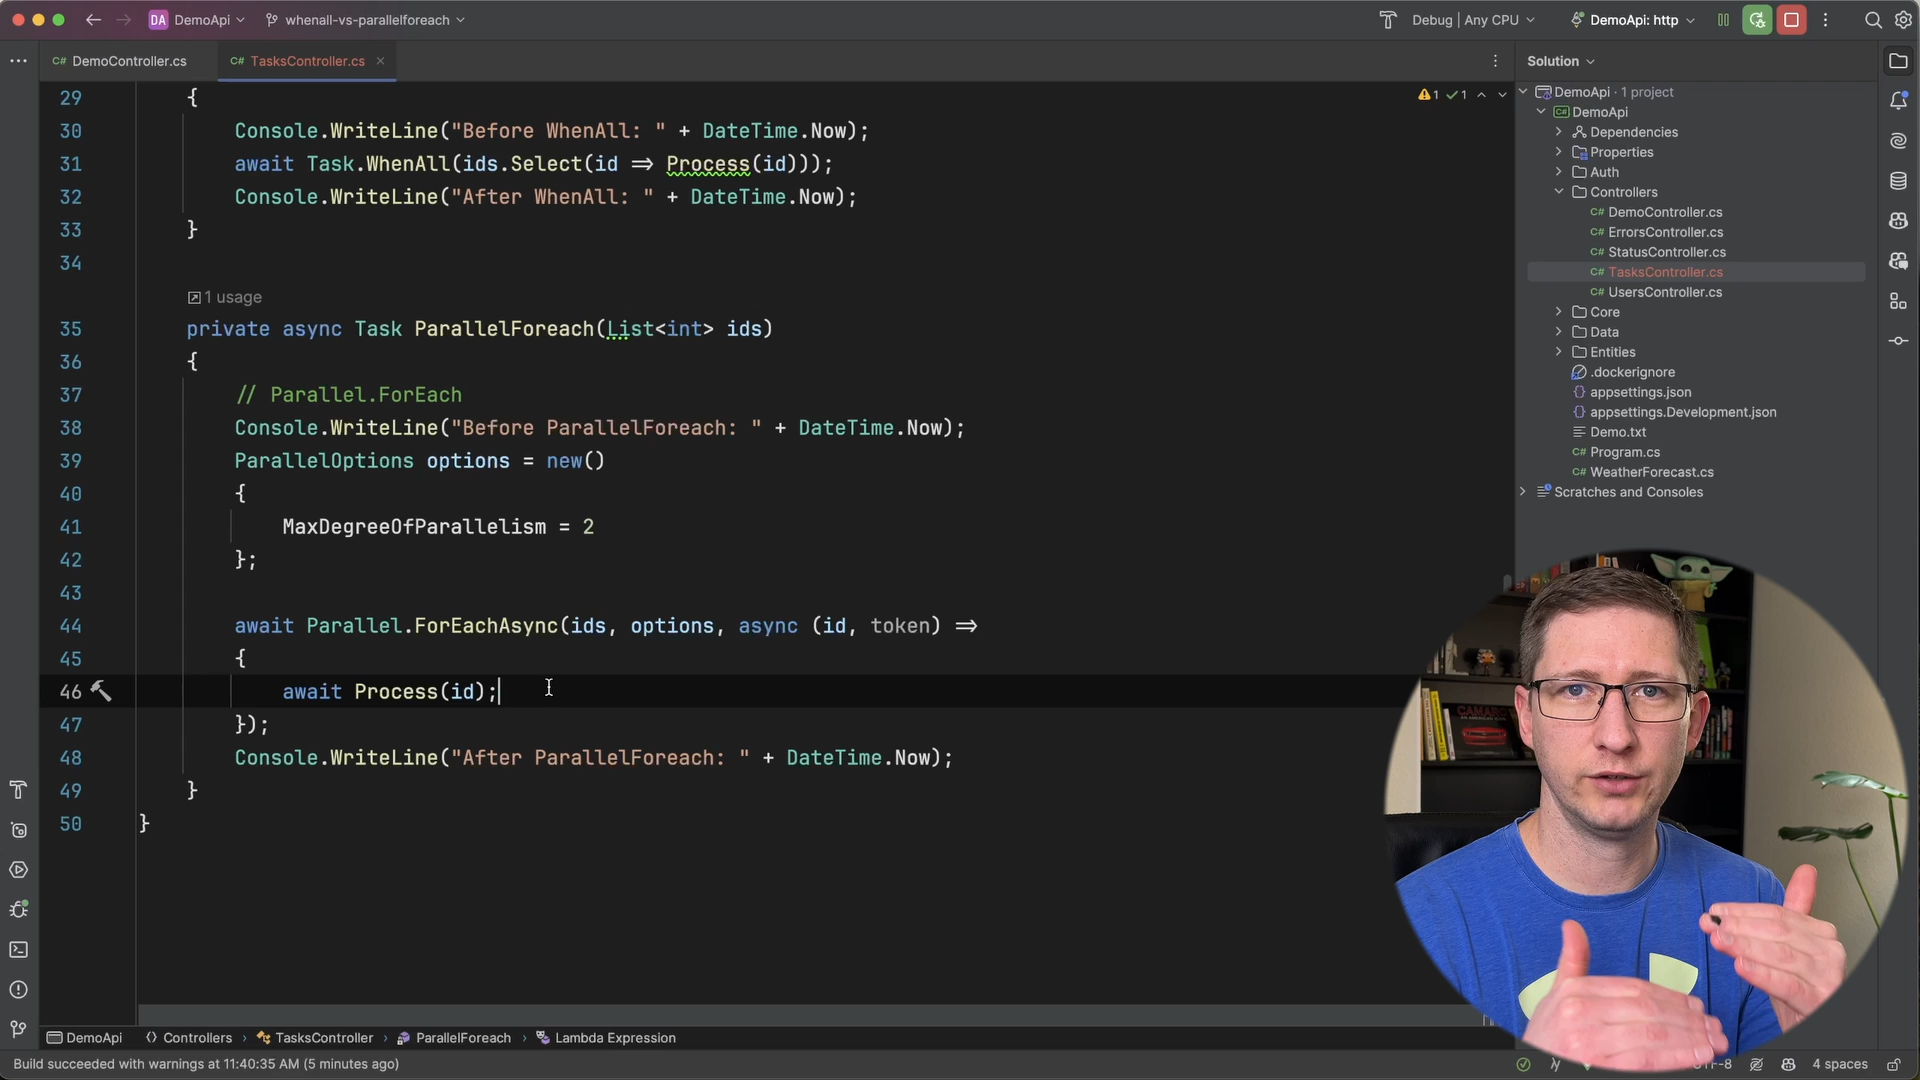 DA DemoApi
whenall-vs-parallelforeach
Debug | Any CPU
DemoApi: http
C# DemoController.cs
C# TasksController.cs
Solution
1 1
29 {
30 Console.WriteLine("Before WhenAll: " + DateTime.Now);
31 await Task.WhenAll(ids.Select(id => Process(id)));
32 Console.WriteLine("After WhenAll: " + DateTime.Now);
33 }
34
1 usage
35 private async Task ParallelForeach(List<int> ids)
36 {
37 // Parallel.ForEach
38 Console.WriteLine("Before ParallelForeach: " + DateTime.Now);
39 ParallelOptions options = new()
40 {
41 MaxDegreeOfParallelism = 2
42 };
43
44 await Parallel.ForEachAsync(ids, options, async (id, token) =>
45 {
46 await Process(id);
47 });
48 Console.WriteLine("After ParallelForeach: " + DateTime.Now);
49 }
50 }
DemoApi · 1 project
C# DemoApi
Dependencies
Properties
Auth
Controllers
C# DemoController.cs
C# ErrorsController.cs
C# StatusController.cs
C# TasksController.cs
C# UsersController.cs
Core
Data
Entities
.dockerignore
{} appsettings.json
{} appsettings.Development.json
Demo.txt
C# Program.cs
C# WeatherForecast.cs
Scratches and Consoles
CAMARO
DemoApi
Controllers
TasksController
ParallelForeach
Lambda Expression
Build succeeded with warnings at 11:40:35 AM (5 minutes ago)
UTF-8
4 spaces